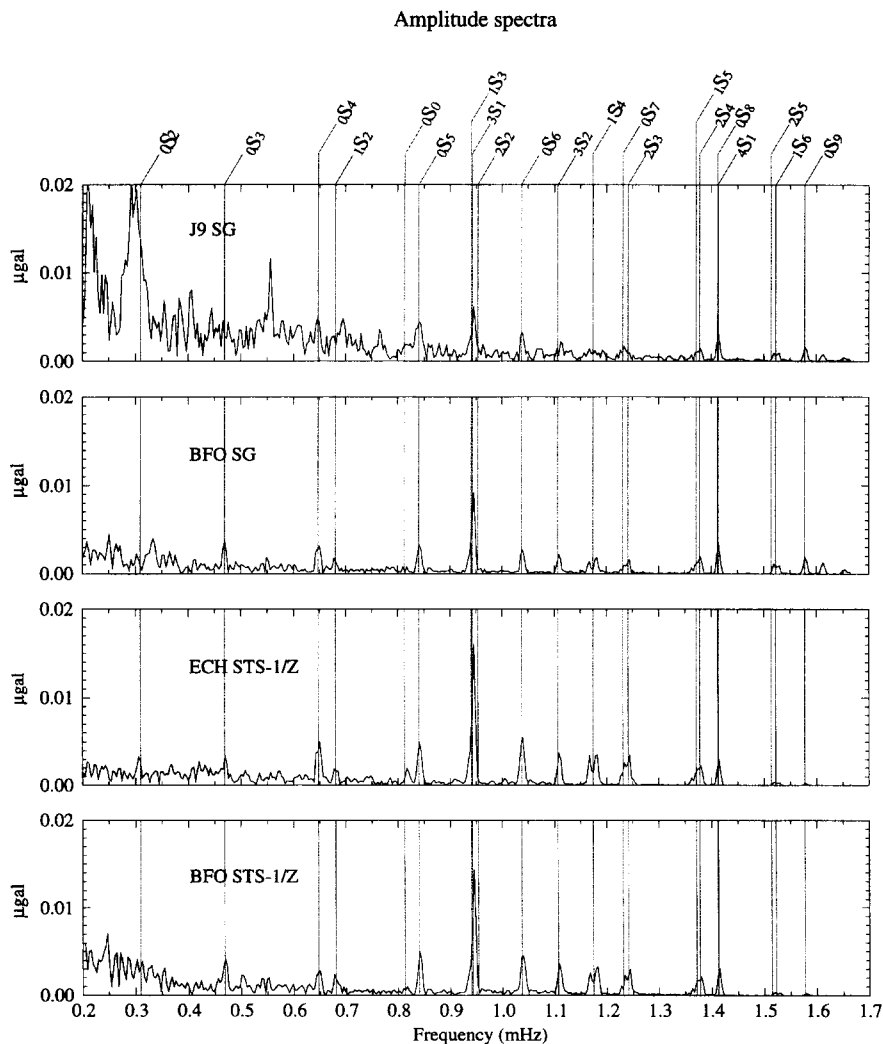 Amplitude spectra
0S2 0S3 0S4 1S2 0S0 0S5 1S3 3S1 2S2 0S6 3S2 1S4 0S7 2S3 1S5 2S4 0S8 4S1 2S5 1S6 0S9
0.02
J9 SG
µgal
0.01
0.00
0.02
BFO SG
µgal
0.01
0.00
0.02
ECH STS-1/Z
µgal
0.01
0.00
0.02
BFO STS-1/Z
µgal
0.01
0.00
0.2 0.3 0.4 0.5 0.6 0.7 0.8 0.9 1.0 1.1 1.2 1.3 1.4 1.5 1.6 1.7
Frequency (mHz)